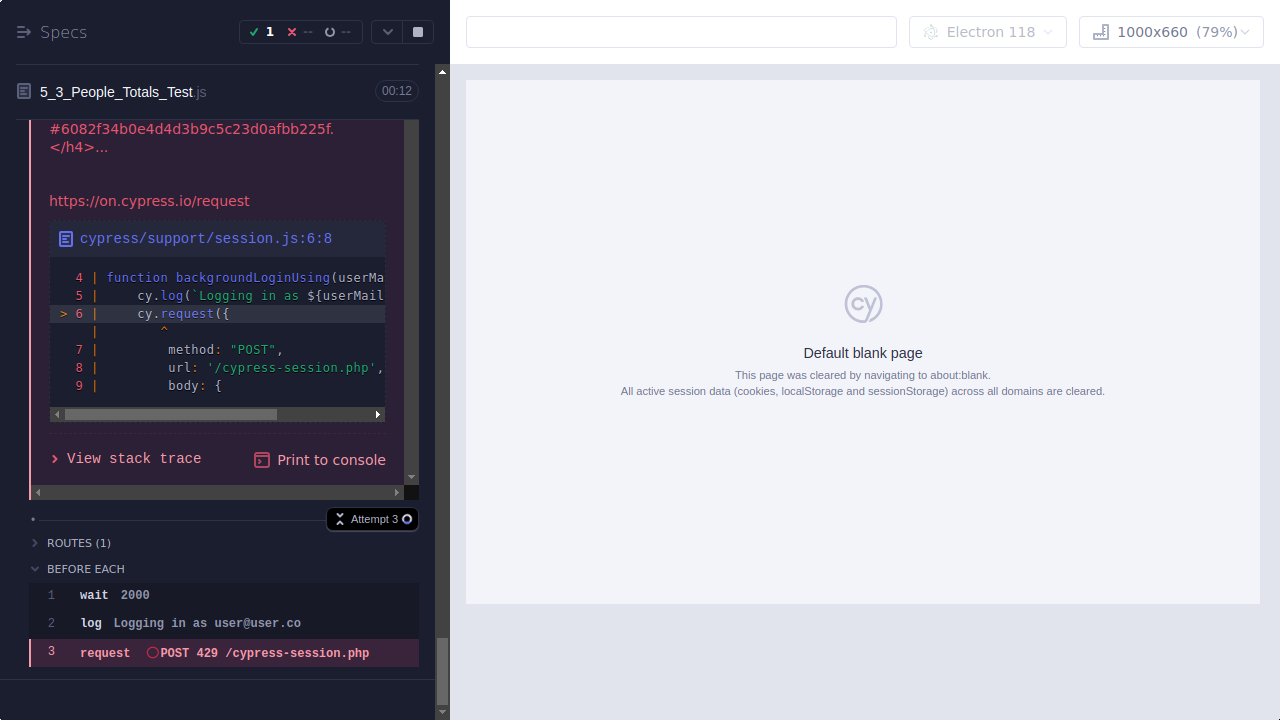 Specs
1
--
--
Electron 118
1000x660 (79%)
5_3_People_Totals_Test.js
00:12
#6082f34b0e4d4d3b9c5c23d0afbb225f.
</h4>...
https://on.cypress.io/request
cypress/support/session.js:6:8
4 | function backgroundLoginUsing(userMa
5 |     cy.log(`Logging in as ${userMail
> 6 |     cy.request({
|        ^
7 |         method: "POST",
8 |         url: '/cypress-session.php',
9 |         body: {
View stack trace
Print to console
Attempt 3
ROUTES (1)
BEFORE EACH
1 wait 2000
2 log Logging in as user@user.co
3 request POST 429 /cypress-session.php
cy
Default blank page
This page was cleared by navigating to about:blank.
All active session data (cookies, localStorage and sessionStorage) across all domains are cleared.